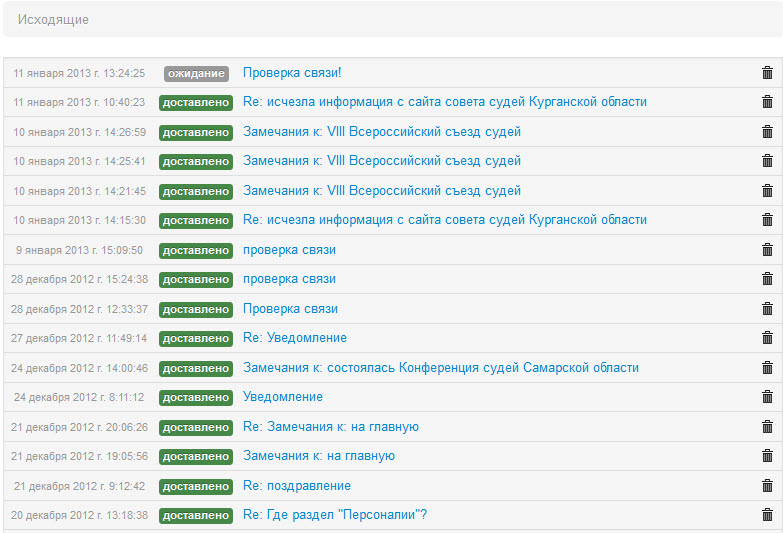 Исходящие
11 января 2013 г. 13:24:25 ожидание Проверка связи!
11 января 2013 г. 10:40:23 доставлено Re: исчезла информация с сайта совета судей Курганской области
10 января 2013 г. 14:26:59 доставлено Замечания к: VIII Всероссийский съезд судей
10 января 2013 г. 14:25:41 доставлено Замечания к: VIII Всероссийский съезд судей
10 января 2013 г. 14:21:45 доставлено Замечания к: VIII Всероссийский съезд судей
10 января 2013 г. 14:15:30 доставлено Re: исчезла информация с сайта совета судей Курганской области
9 января 2013 г. 15:09:50 доставлено проверка связи
28 декабря 2012 г. 15:24:38 доставлено проверка связи
28 декабря 2012 г. 12:33:37 доставлено Проверка связи
27 декабря 2012 г. 11:49:14 доставлено Re: Уведомление
24 декабря 2012 г. 14:00:46 доставлено Замечания к: состоялась Конференция судей Самарской области
24 декабря 2012 г. 8:11:12 доставлено Уведомление
21 декабря 2012 г. 20:06:26 доставлено Re: Замечания к: на главную
21 декабря 2012 г. 19:05:56 доставлено Замечания к: на главную
21 декабря 2012 г. 9:12:42 доставлено Re: поздравление
20 декабря 2012 г. 13:18:38 доставлено Re: Где раздел "Персоналии"?